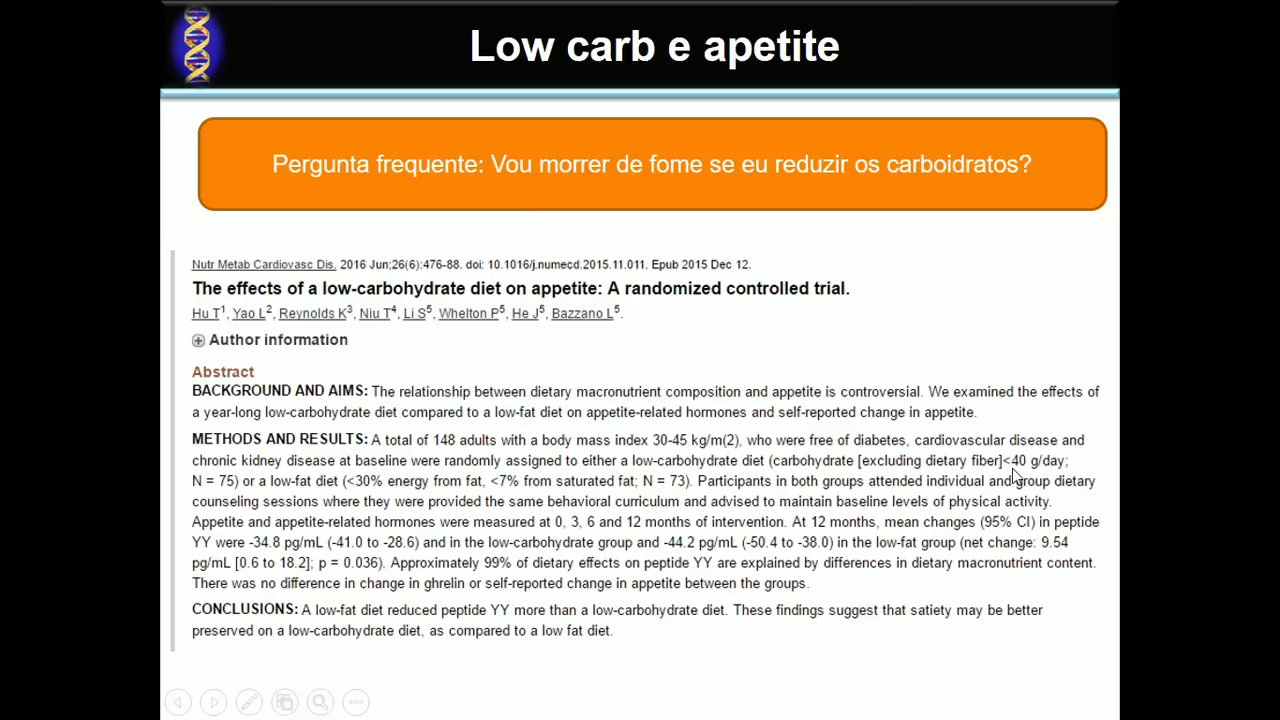 Low carb e apetite
Pergunta frequente: Vou morrer de fome se eu reduzir os carboidratos?
Nutr Metab Cardiovasc Dis. 2016 Jun;26(6):476-88. doi: 10.1016/j.numecd.2015.11.011. Epub 2015 Dec 12.
The effects of a low-carbohydrate diet on appetite: A randomized controlled trial.
Hu T1, Yao L2, Reynolds K3, Niu T4, Li S5, Whelton P5, He J5, Bazzano L5.
Author information
Abstract
BACKGROUND AND AIMS: The relationship between dietary macronutrient composition and appetite is controversial. We examined the effects of
a year-long low-carbohydrate diet compared to a low-fat diet on appetite-related hormones and self-reported change in appetite.
METHODS AND RESULTS: A total of 148 adults with a body mass index 30-45 kg/m(2), who were free of diabetes, cardiovascular disease and
chronic kidney disease at baseline were randomly assigned to either a low-carbohydrate diet (carbohydrate [excluding dietary fiber]<40 g/day;
N = 75) or a low-fat diet (<30% energy from fat, <7% from saturated fat; N = 73). Participants in both groups attended individual and group dietary
counseling sessions where they were provided the same behavioral curriculum and advised to maintain baseline levels of physical activity.
Appetite and appetite-related hormones were measured at 0, 3, 6 and 12 months of intervention. At 12 months, mean changes (95% CI) in peptide
YY were -34.8 pg/mL (-41.0 to -28.6) and in the low-carbohydrate group and -44.2 pg/mL (-50.4 to -38.0) in the low-fat group (net change: 9.54
pg/mL [0.6 to 18.2]; p = 0.036). Approximately 99% of dietary effects on peptide YY are explained by differences in dietary macronutrient content.
There was no difference in change in ghrelin or self-reported change in appetite between the groups.
CONCLUSIONS: A low-fat diet reduced peptide YY more than a low-carbohydrate diet. These findings suggest that satiety may be better
preserved on a low-carbohydrate diet, as compared to a low fat diet.